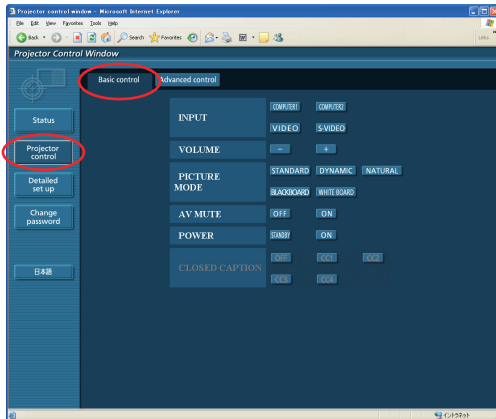 Projector control window - Microsoft Internet Explorer
File Edit View Favorites Tools Help
Back Search Favorites Links
Projector Control Window
Basic control Advanced control
Status
Projector
control
Detailed
set up
Change
password
日本語
INPUT COMPUTER1 COMPUTER2
VIDEO S-VIDEO
VOLUME - +
PICTURE
MODE
STANDARD DYNAMIC NATURAL
BLACKBOARD WHITE BOARD
AV MUTE OFF ON
POWER STANDBY ON
CLOSED CAPTION OFF CC1 CC2
CC3 CC4
イントラネット